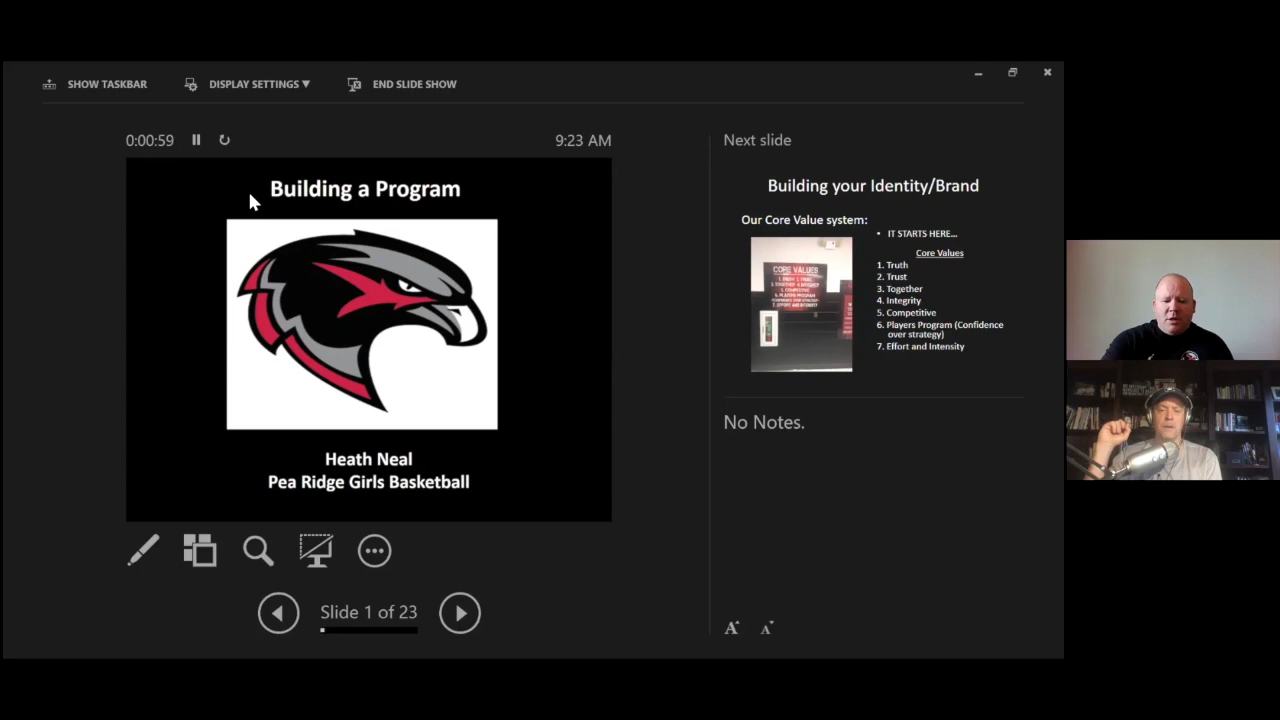 SHOW TASKBAR
DISPLAY SETTINGS ▼
END SLIDE SHOW
0:00:59
9:23 AM
Building a Program
Heath Neal
Pea Ridge Girls Basketball
Slide 1 of 23
Next slide
Building your Identity/Brand
Our Core Value system:
• IT STARTS HERE...
Core Values
1. Truth
2. Trust
3. Together
4. Integrity
5. Competitive
6. Players Program (Confidence
over strategy)
7. Effort and Intensity
CORE VALUES
No Notes.
A
A